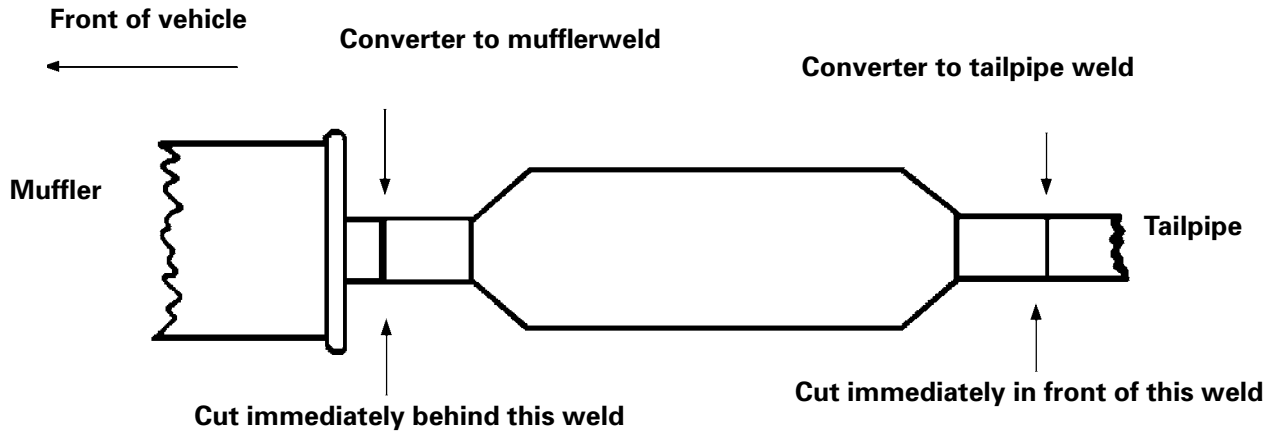 Front of vehicle
Converter to mufflerweld
Converter to tailpipe weld
Muffler
Tailpipe
Cut immediately behind this weld
Cut immediately in front of this weld